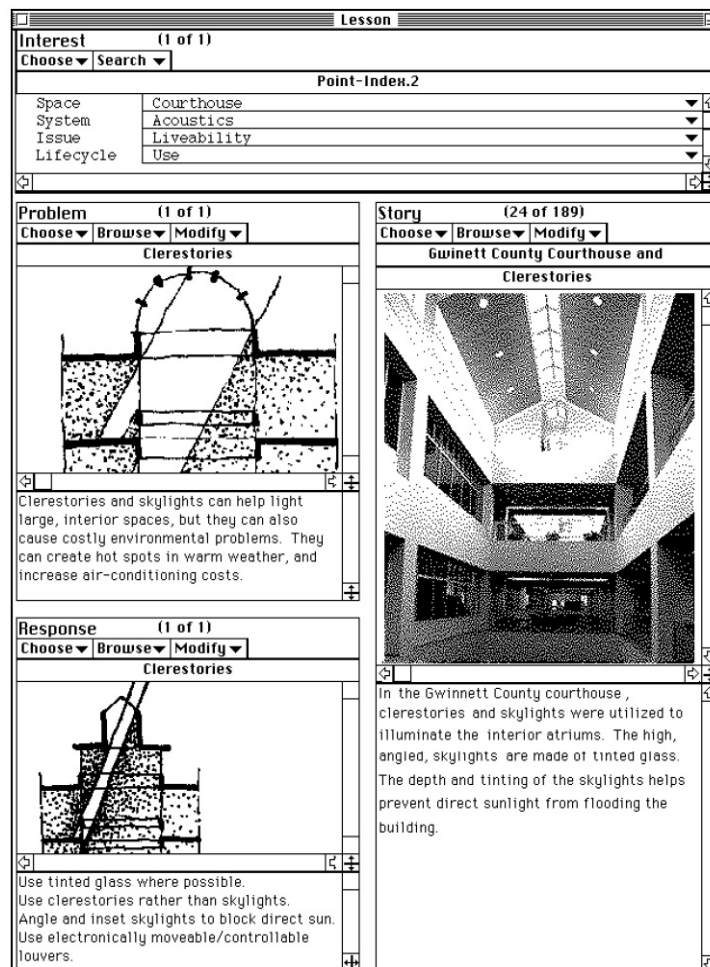 Lesson
Interest (1 of 1)
Choose Search
Point-Index.2
Space Courthouse
System Acoustics
Issue Liveability
Lifecycle Use
Problem (1 of 1)
Choose Browse Modify
Clerestories
Clerestories and skylights can help light
large, interior spaces, but they can also
cause costly environmental problems. They
can create hot spots in warm weather, and
increase air-conditioning costs.
Response (1 of 1)
Choose Browse Modify
Clerestories
Use tinted glass where possible.
Use clerestories rather than skylights.
Angle and inset skylights to block direct sun.
Use electronically moveable/controllable
louvers.
Story (24 of 189)
Choose Browse Modify
Gwinett County Courthouse and
Clerestories
In the Gwinnett County courthouse ,
clerestories and skylights were utilized to
illuminate the interior atriums. The high,
angled, skylights are made of tinted glass.
The depth and tinting of the skylights helps
prevent direct sunlight from flooding the
building.